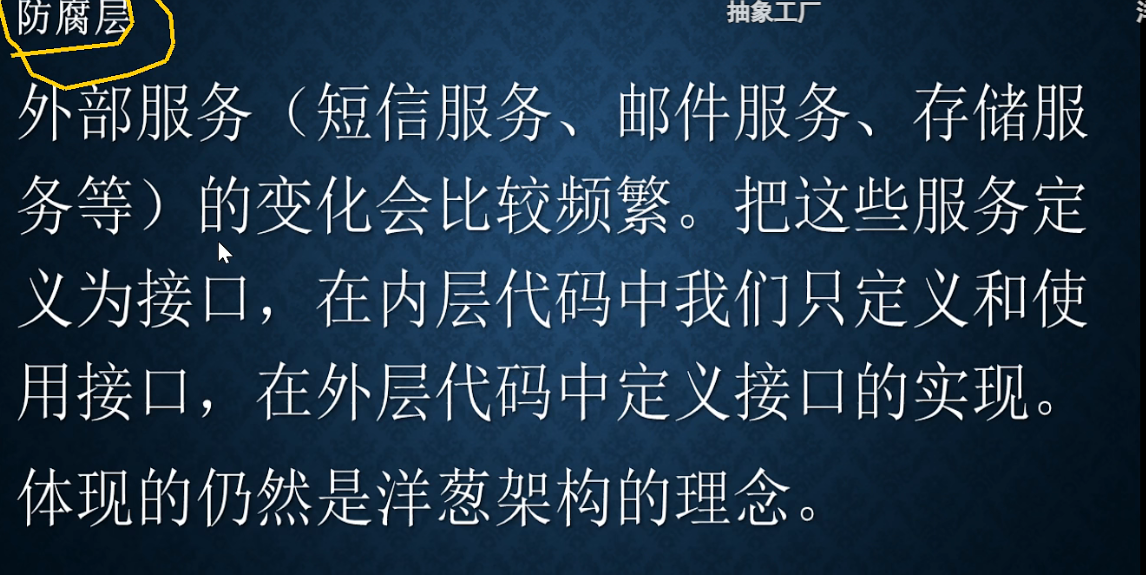 防腐层
抽象工厂
外部服务（短信服务、邮件服务、存储服
务等）的变化会比较频繁。把这些服务定
义为接口，在内层代码中我们只定义和使
用接口，在外层代码中定义接口的实现。
体现的仍然是洋葱架构的理念。